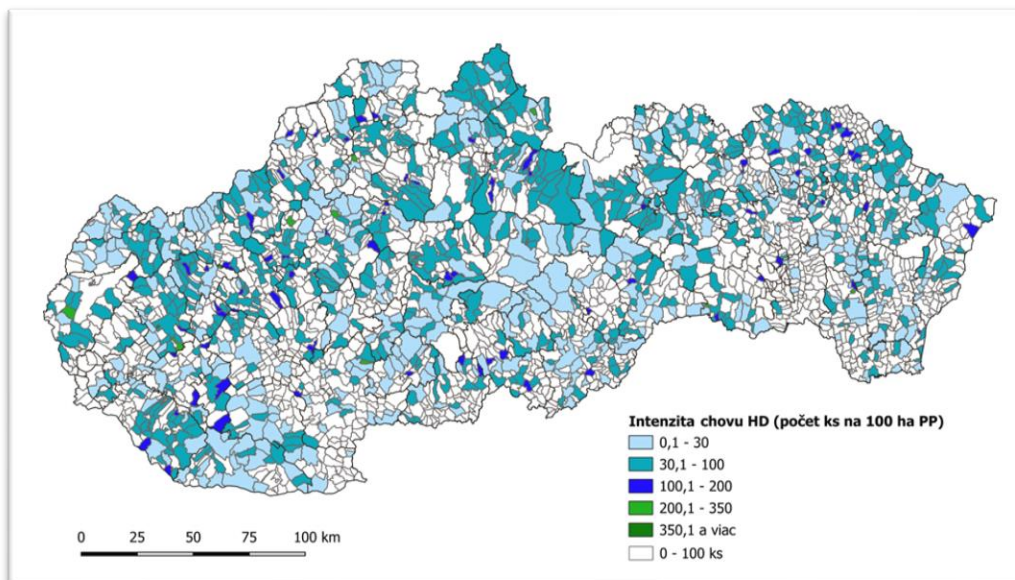 Intenzita chovu HD (počet ks na 100 ha PP)
0,1 - 30
30,1 - 100
100,1 - 200
200,1 - 350
350,1 a viac
0 - 100 ks
0 25 50 75 100 km